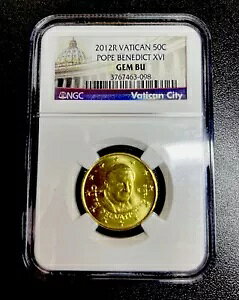 2012R VATICAN 50C
POPE BENEDICT XVI
GEM BU
3767463-098
NGC Vatican City